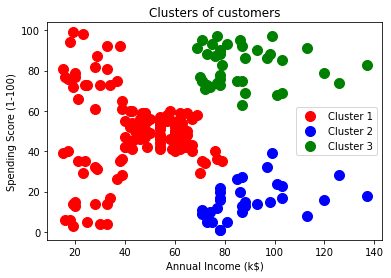 Clusters of customers
Spending Score (1-100)
100
80
60
40
20
0
Cluster 1
Cluster 2
Cluster 3
20
40
60
80
100
120
140
Annual Income (k$)